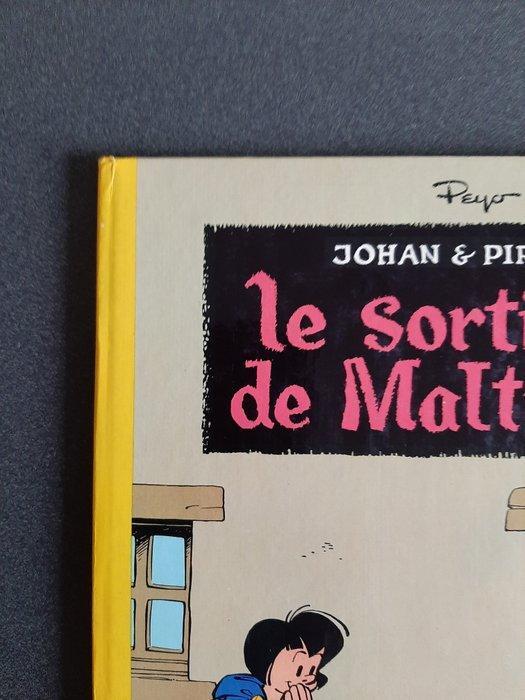 Peyo
JOHAN & PIR
le sorti
de Malt